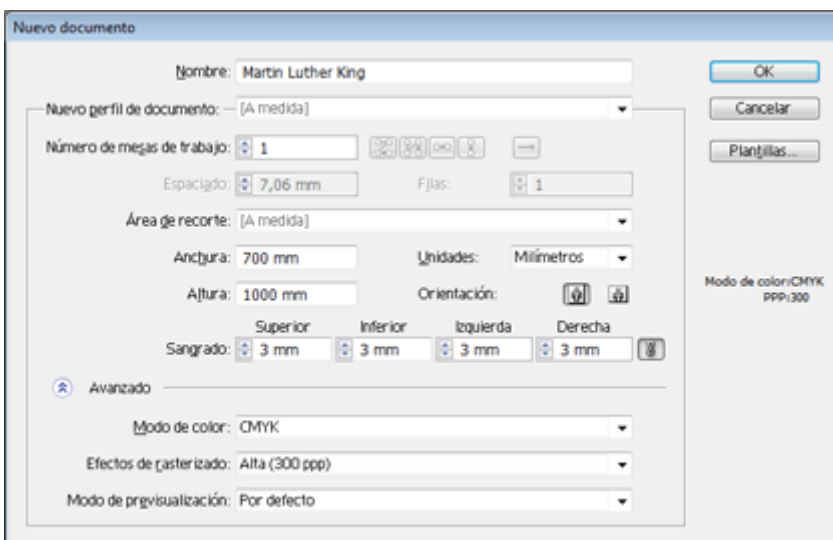 Nuevo documento
Nombre: Martin Luther King
OK
Nuevo perfil de documento: [A medida]
Cancelar
Número de mesas de trabajo: 1
Plantillas...
Espaciado: 7,06 mm Filas: 1
Área de recorte: [A medida]
Anchura: 700 mm Unidades: Milímetros
Modo de color:CMYK
PPP:300
Altura: 1000 mm Orientación:
Superior Inferior Izquierda Derecha
Sangrado: 3 mm 3 mm 3 mm 3 mm
Avanzado
Modo de color: CMYK
Efectos de rasterizado: Alta (300 ppp)
Modo de previsualización: Por defecto